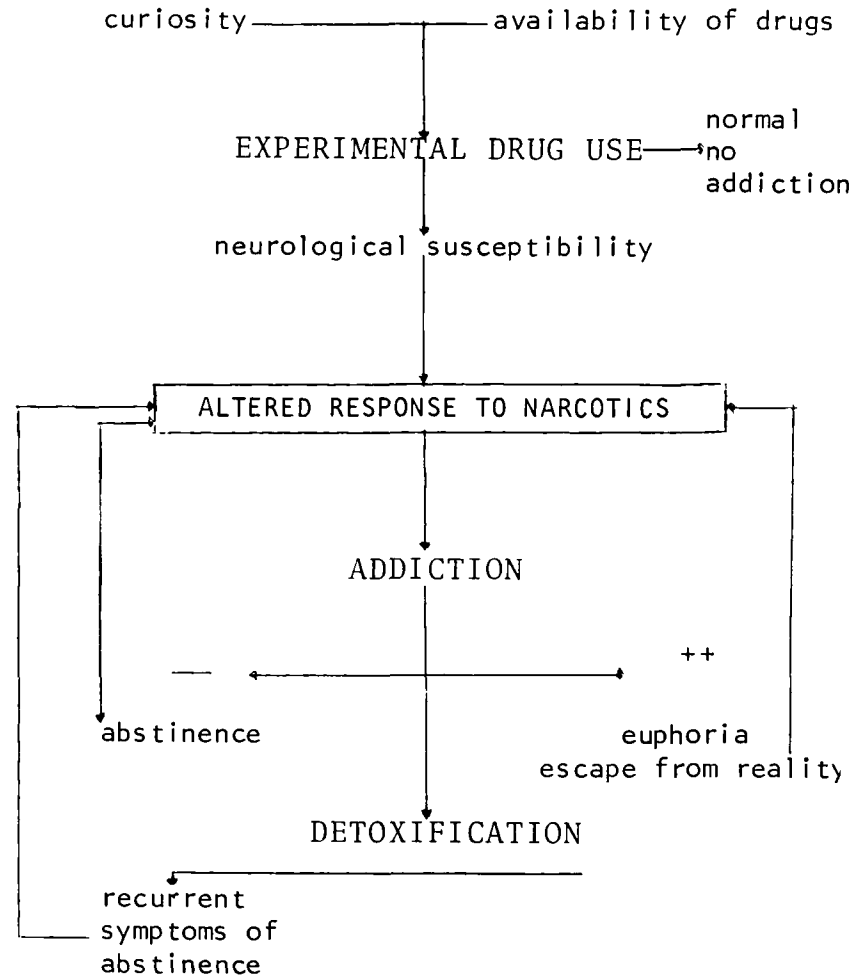 curiosity availability of drugs
EXPERIMENTAL DRUG USE
normal
no
addiction
neurological susceptibility
ALTERED RESPONSE TO NARCOTICS
ADDICTION
— ++
abstinence
euphoria
escape from reality
DETOXIFICATION
recurrent
symptoms of
abstinence